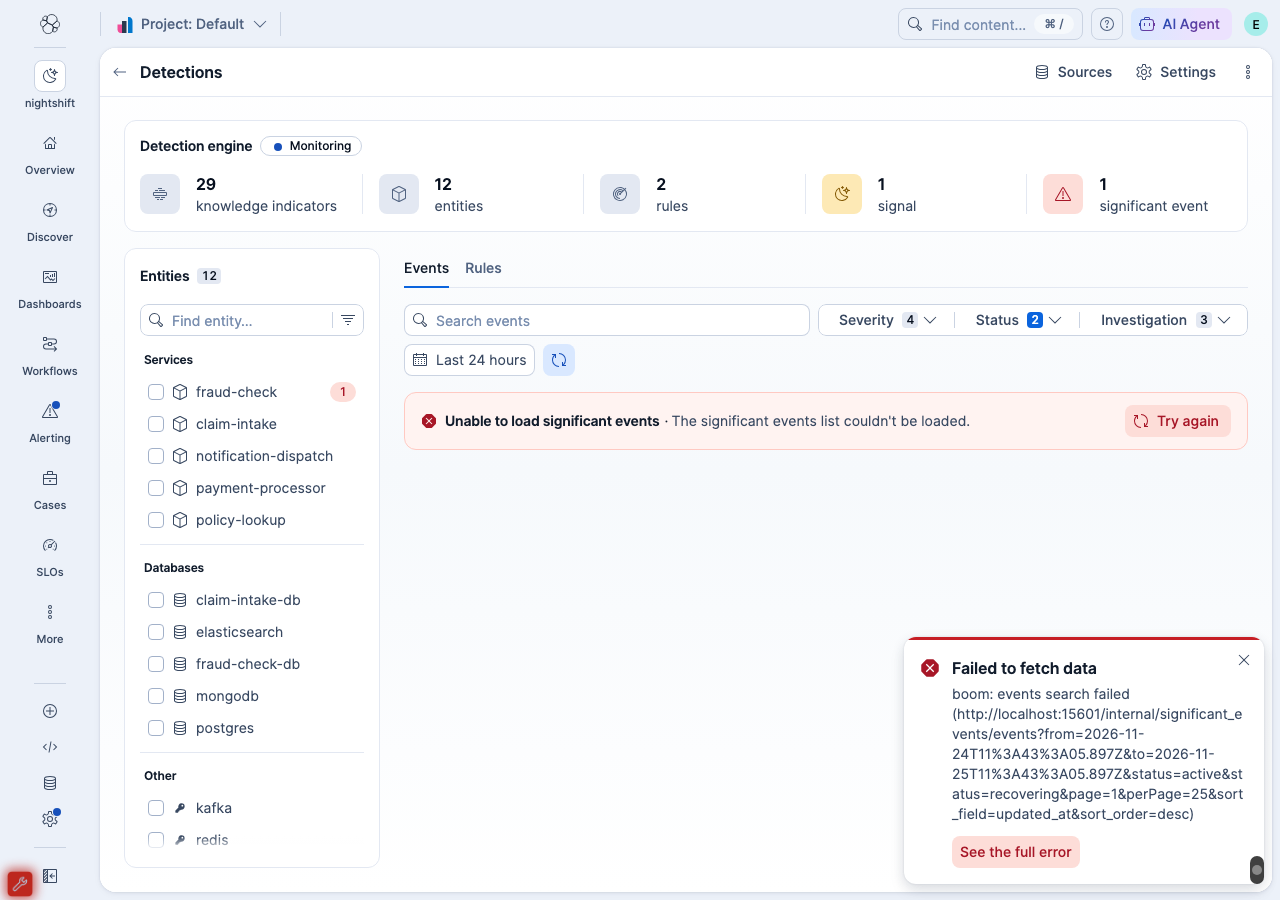 Project: Default
Find content...
⌘ /
AI Agent
E
nightshift
Overview
Discover
Dashboards
Workflows
Alerting
Cases
SLOs
More
Detections
Sources
Settings
Detection engine
Monitoring
29
knowledge indicators
12
entities
2
rules
1
signal
1
significant event
Entities 12
Find entity...
Services
fraud-check 1
claim-intake
notification-dispatch
payment-processor
policy-lookup
Databases
claim-intake-db
elasticsearch
fraud-check-db
mongodb
postgres
Other
kafka
redis
Events Rules
Search events
Severity 4
Status 2
Investigation 3
Last 24 hours
Unable to load significant events · The significant events list couldn't be loaded.
Try again
Failed to fetch data
boom: events search failed
(http://localhost:15601/internal/significant_e
vents/events?from=2026-11-
24T11%3A43%3A05.897Z&to=2026-11-
25T11%3A43%3A05.897Z&status=active&st
atus=recovering&page=1&perPage=25&sort
_field=updated_at&sort_order=desc)
See the full error